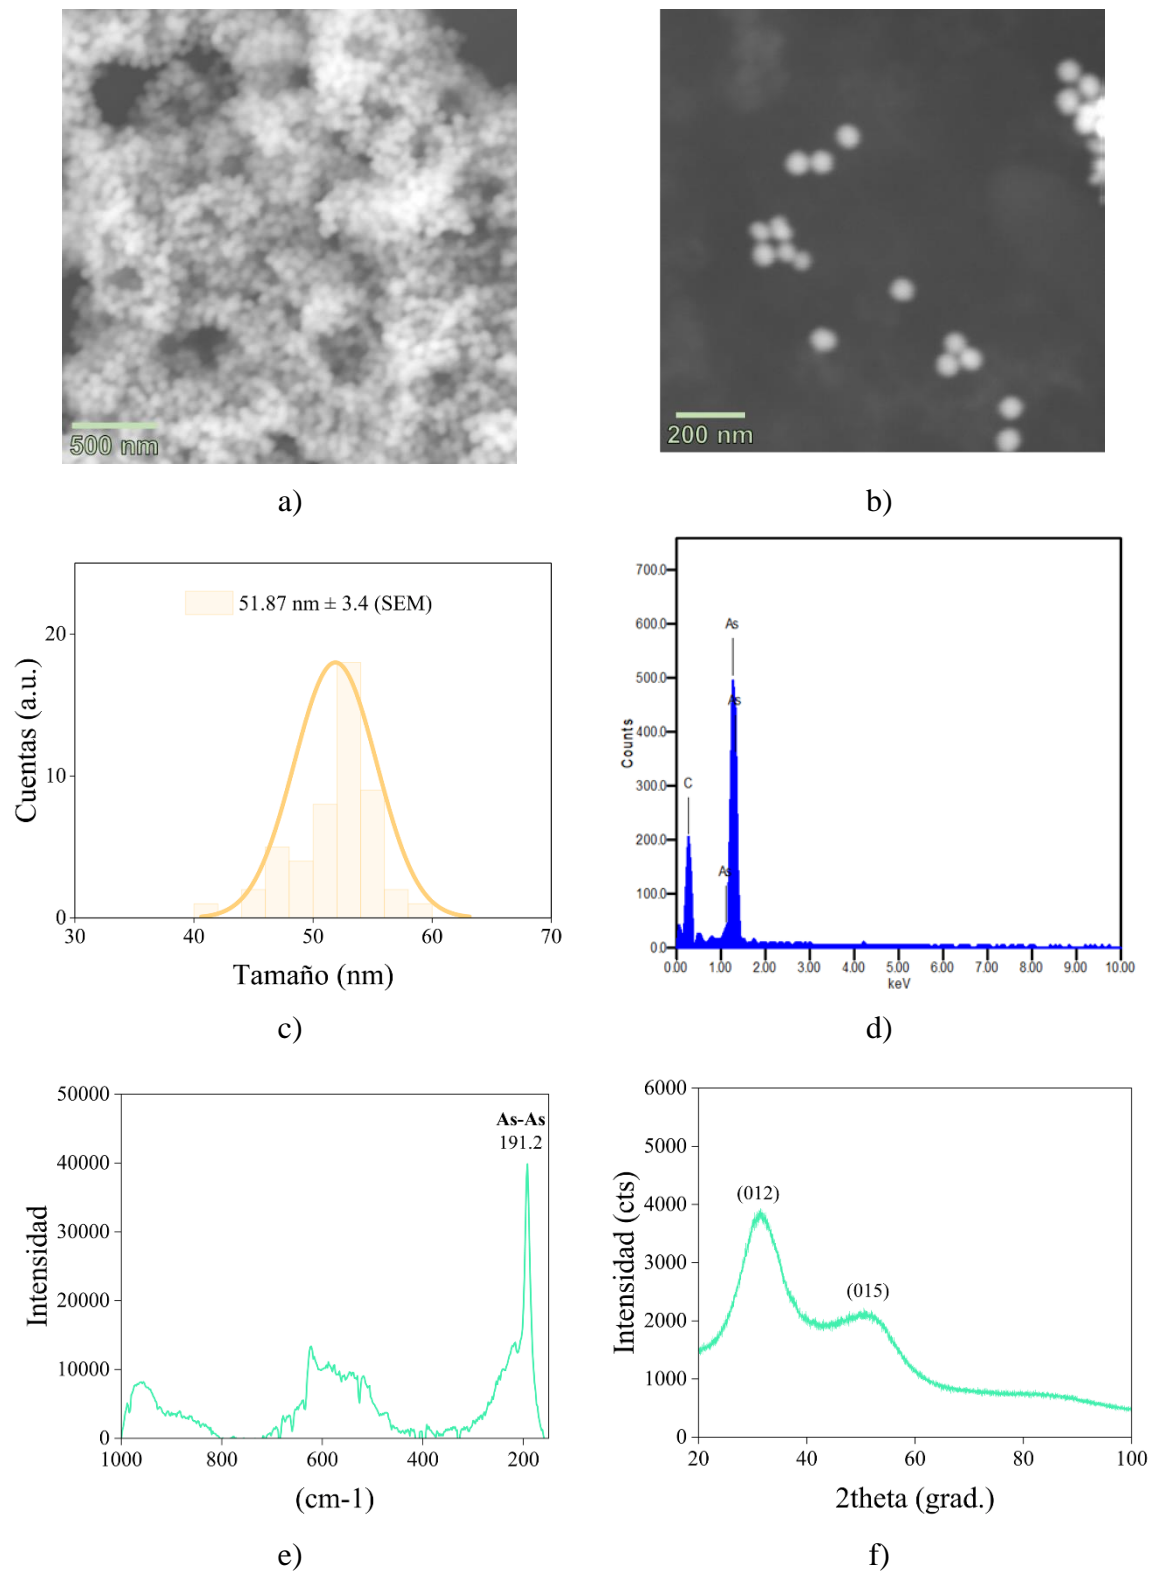 500 nm
200 nm
a)
b)
51.87 nm ± 3.4 (SEM)
Cuentas (a.u.)
20
10
0
30
40
50
60
70
Tamaño (nm)
c)
Counts
700.0
600.0
500.0
400.0
300.0
200.0
100.0
0.0
As
As
C
As
0.00
1.00
2.00
3.00
4.00
5.00
6.00
7.00
8.00
9.00
10.00
keV
d)
Intensidad
50000
40000
30000
20000
10000
0
As-As
191.2
1000
800
600
400
200
(cm-1)
e)
Intensidad (cts)
6000
5000
4000
3000
2000
1000
0
(012)
(015)
20
40
60
80
100
2theta (grad.)
f)